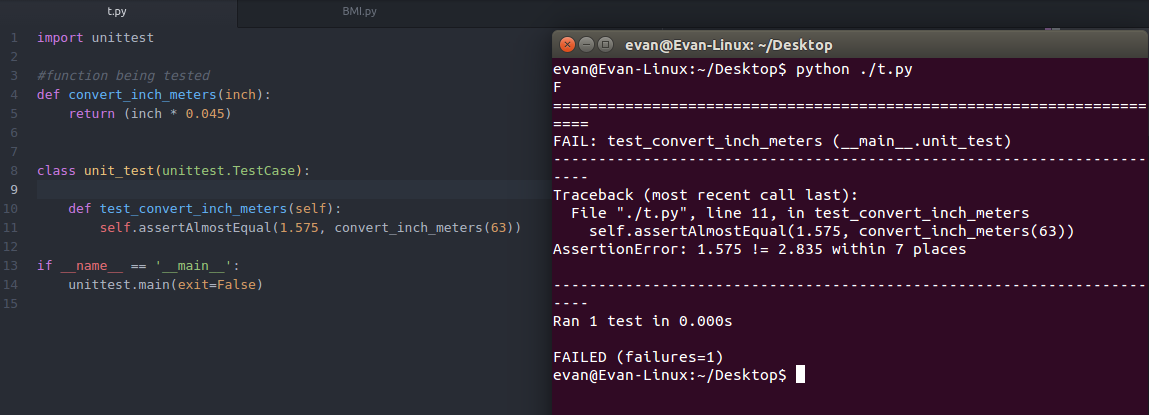 t.py
BMI.py
1 import unittest
2
3 #function being tested
4 def convert_inch_meters(inch):
5     return (inch * 0.045)
6
7
8 class unit_test(unittest.TestCase):
9
10     def test_convert_inch_meters(self):
11         self.assertAlmostEqual(1.575, convert_inch_meters(63))
12
13 if __name__ == '__main__':
14     unittest.main(exit=False)
15
evan@Evan-Linux: ~/Desktop
evan@Evan-Linux:~/Desktop$ python ./t.py
F
==================================================================
====
FAIL: test_convert_inch_meters (__main__.unit_test)
------------------------------------------------------------------
----
Traceback (most recent call last):
  File "./t.py", line 11, in test_convert_inch_meters
    self.assertAlmostEqual(1.575, convert_inch_meters(63))
AssertionError: 1.575 != 2.835 within 7 places

------------------------------------------------------------------
----
Ran 1 test in 0.000s

FAILED (failures=1)
evan@Evan-Linux:~/Desktop$